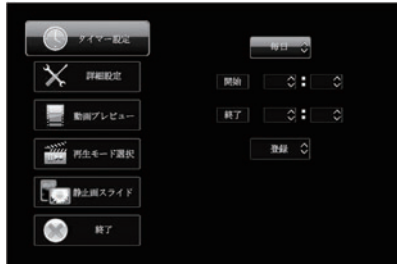 タイマー設定
詳細設定
動画プレビュー
再生モード選択
静止画スライド
終了
毎日
開始 :
終了 :
登録